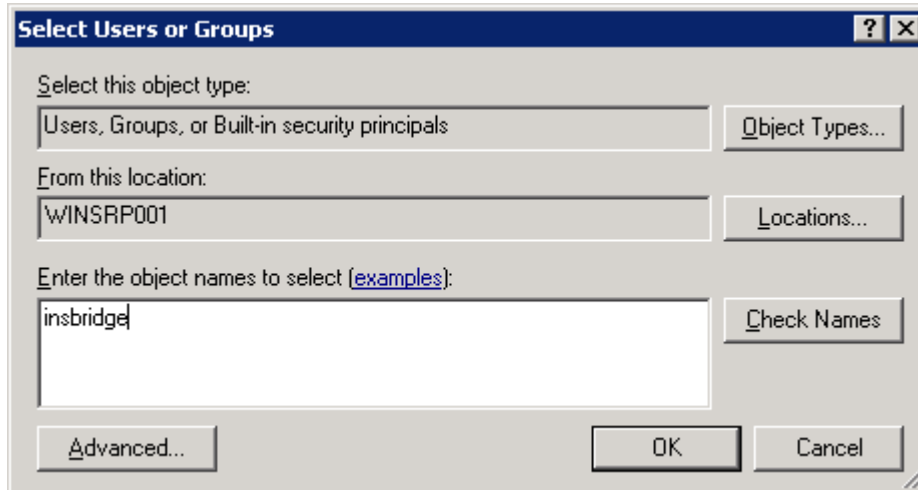 Select Users or Groups
Select this object type:
Users, Groups, or Built-in security principals
Object Types...
From this location:
WINSRP001
Locations...
Enter the object names to select (examples):
insbridge
Check Names
Advanced...
OK
Cancel